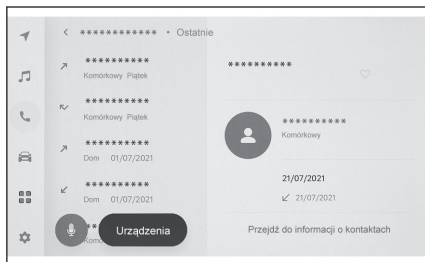 ************ • Ostatnie
**********
Komórkowy Piątek
**********
Komórkowy Piątek
**********
Dom 01/07/2021
**********
Dom 01/07/2021
**
Urządzenia
**********
**********
Komórkowy
21/07/2021
21/07/2021
Przejdź do informacji o kontaktach